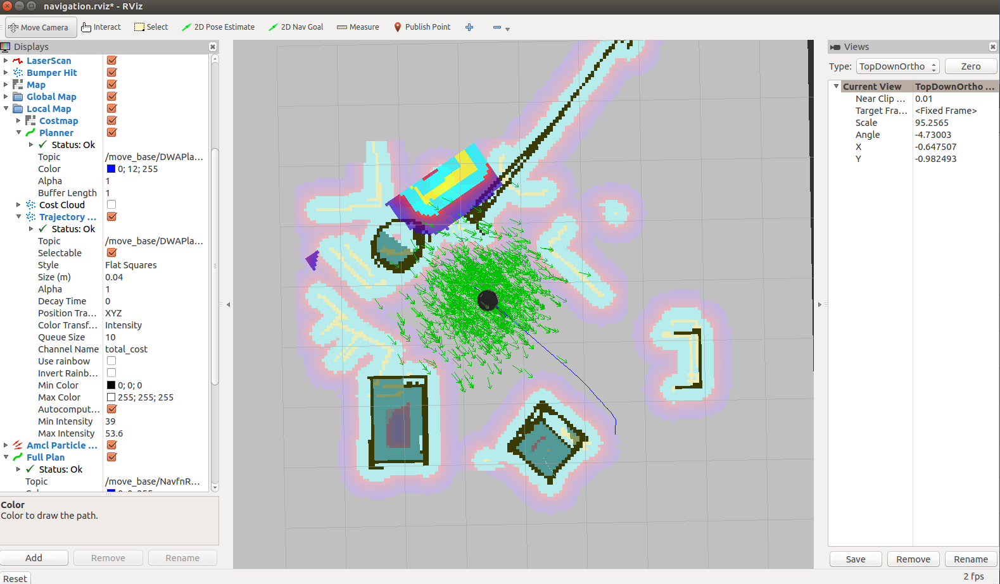 navigation.rviz* - RViz
Move Camera Interact Select 2D Pose Estimate 2D Nav Goal Measure Publish Point
Displays
LaserScan
Bumper Hit
Map
Global Map
Local Map
Costmap
Planner
Status: Ok
Topic /move_base/DWAPla...
Color 0; 12; 255
Alpha 1
Buffer Length 1
Cost Cloud
Trajectory ...
Status: Ok
Topic /move_base/DWAPla...
Selectable
Style Flat Squares
Size (m) 0.04
Alpha 1
Decay Time 0
Position Tra... XYZ
Color Transf... Intensity
Queue Size 10
Channel Name total_cost
Use rainbow
Invert Rainb...
Min Color 0; 0; 0
Max Color 255; 255; 255
Autocomput...
Min Intensity 39
Max Intensity 53.6
Amcl Particle ...
Full Plan
Status: Ok
Topic /move_base/NavfnR...
Color
Color to draw the path.
Add Remove Rename
Reset
Views
Type: TopDownOrtho Zero
Current View TopDownOrtho ...
Near Clip ... 0.01
Target Fra... <Fixed Frame>
Scale 95.2565
Angle -4.73003
X -0.647507
Y -0.982493
Save Remove Rename
2 fps